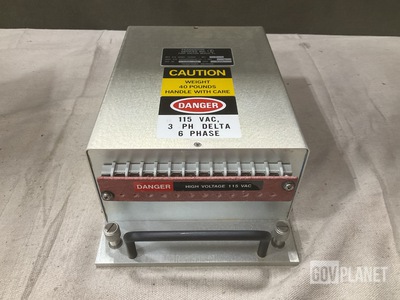 CAUTION
WEIGHT
40 POUNDS
HANDLE WITH CARE
DANGER
115 VAC,
3 PH DELTA
6 PHASE
DANGER HIGH VOLTAGE 115 VAC
GOVPLANET